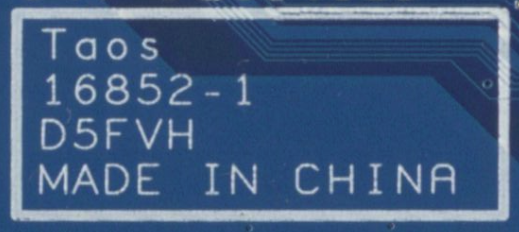 Taos
16852-1
D5FVH
MADE IN CHINA